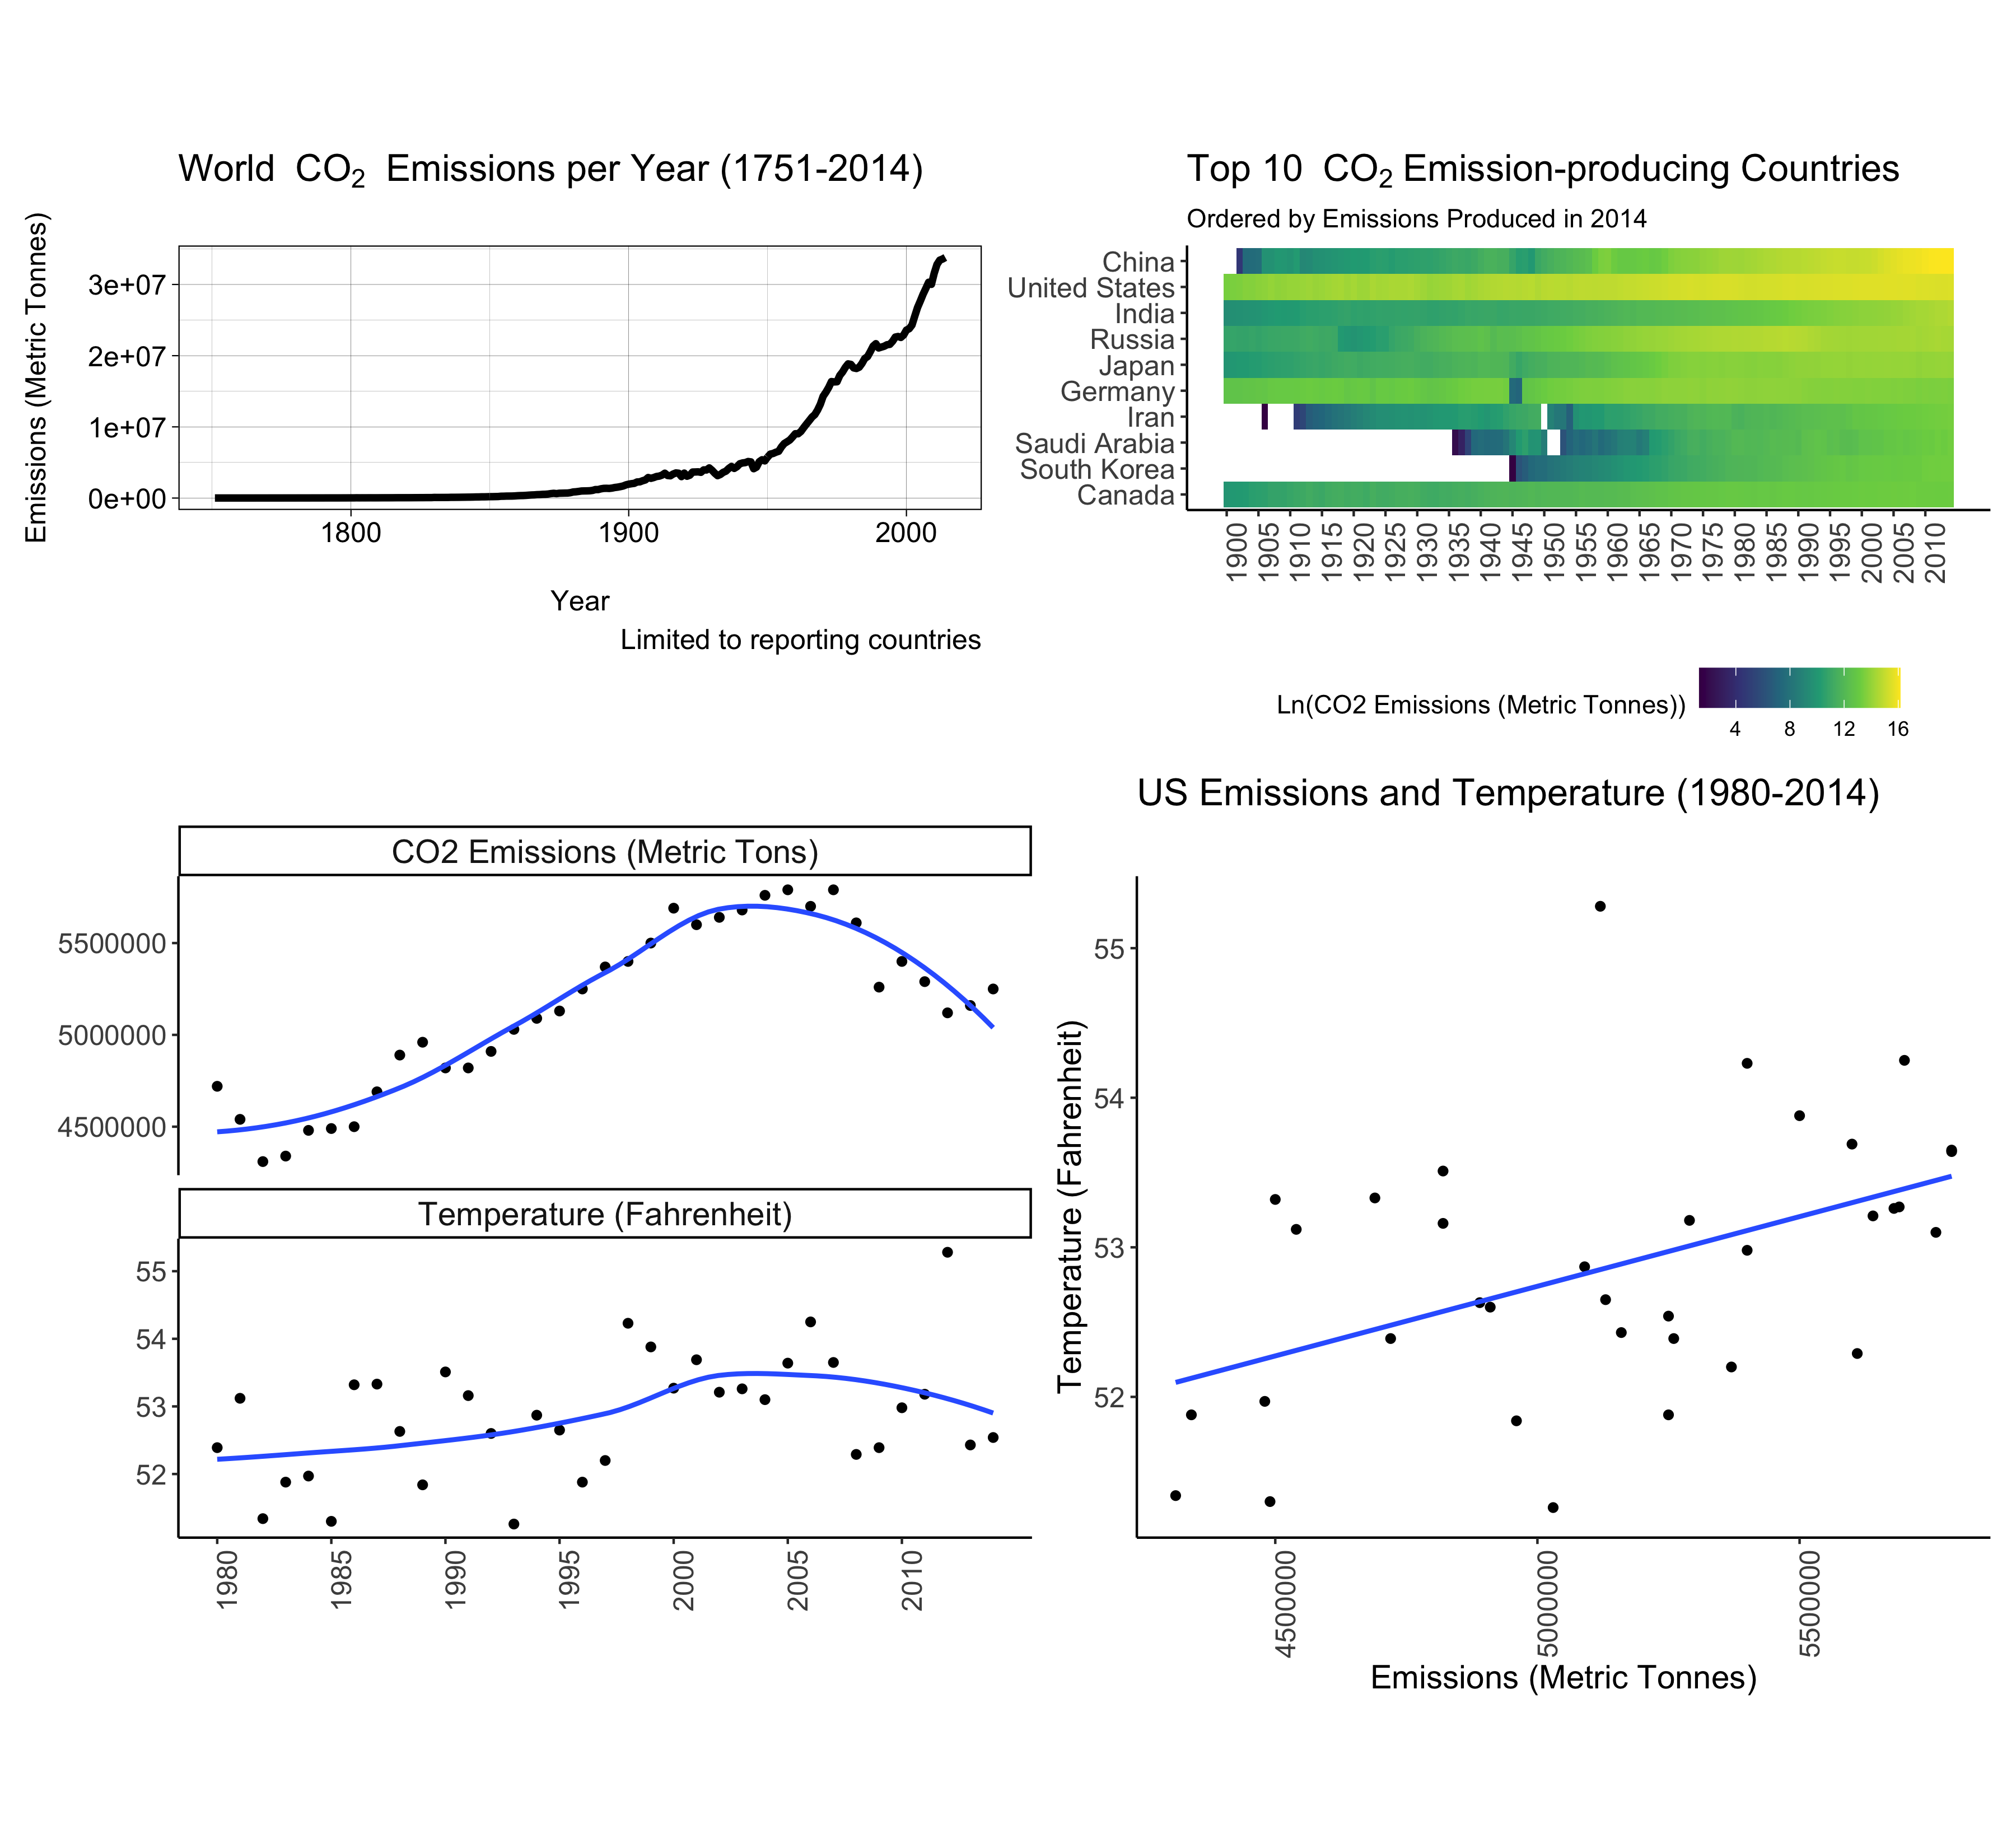 World CO₂ Emissions per Year (1751-2014)
Emissions (Metric Tonnes)
3e+07
2e+07
1e+07
0e+00
1800 1900 2000
Year
Limited to reporting countries
Top 10 CO₂ Emission-producing Countries
Ordered by Emissions Produced in 2014
China
United States
India
Russia
Japan
Germany
Iran
Saudi Arabia
South Korea
Canada
1900 1905 1910 1915 1920 1925 1930 1935 1940 1945 1950 1955 1960 1965 1970 1975 1980 1985 1990 1995 2000 2005 2010
Ln(CO2 Emissions (Metric Tonnes))
4 8 12 16
CO2 Emissions (Metric Tons)
5500000
5000000
4500000
Temperature (Fahrenheit)
55
54
53
52
1980 1985 1990 1995 2000 2005 2010
US Emissions and Temperature (1980-2014)
Temperature (Fahrenheit)
55
54
53
52
4500000 5000000 5500000
Emissions (Metric Tonnes)